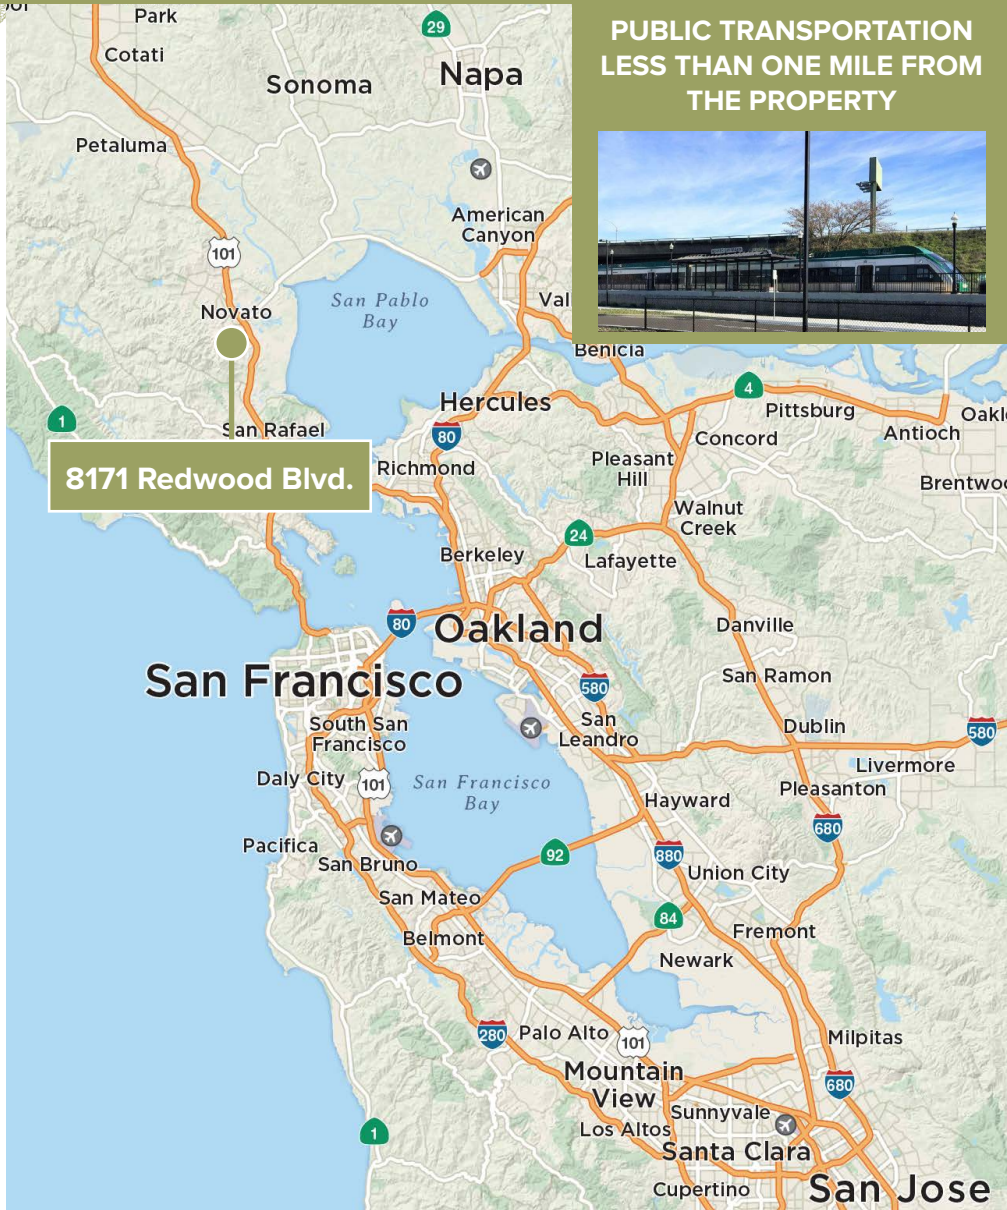 Park
Cotati
Sonoma
29
Napa
PUBLIC TRANSPORTATION
LESS THAN ONE MILE FROM
THE PROPERTY
Petaluma
American
Canyon
101
Novato
San Pablo
Bay
Benicia
Hercules
4
Pittsburg
1
San Rafael
80
Concord
Antioch
Richmond
Pleasant
Hill
8171 Redwood Blvd.
Walnut
Creek
24
Berkeley
Lafayette
80
Oakland
Danville
San Francisco
San Ramon
580
South San
Francisco
San
Leandro
Dublin
580
Livermore
Daly City
101
San Francisco
Bay
Pleasanton
Hayward
680
Pacifica
San Bruno
92
880
Union City
San Mateo
84
Belmont
Fremont
Newark
280
Palo Alto
101
Milpitas
Mountain
View
680
Sunnyvale
Los Altos
1
Santa Clara
Cupertino
San Jose